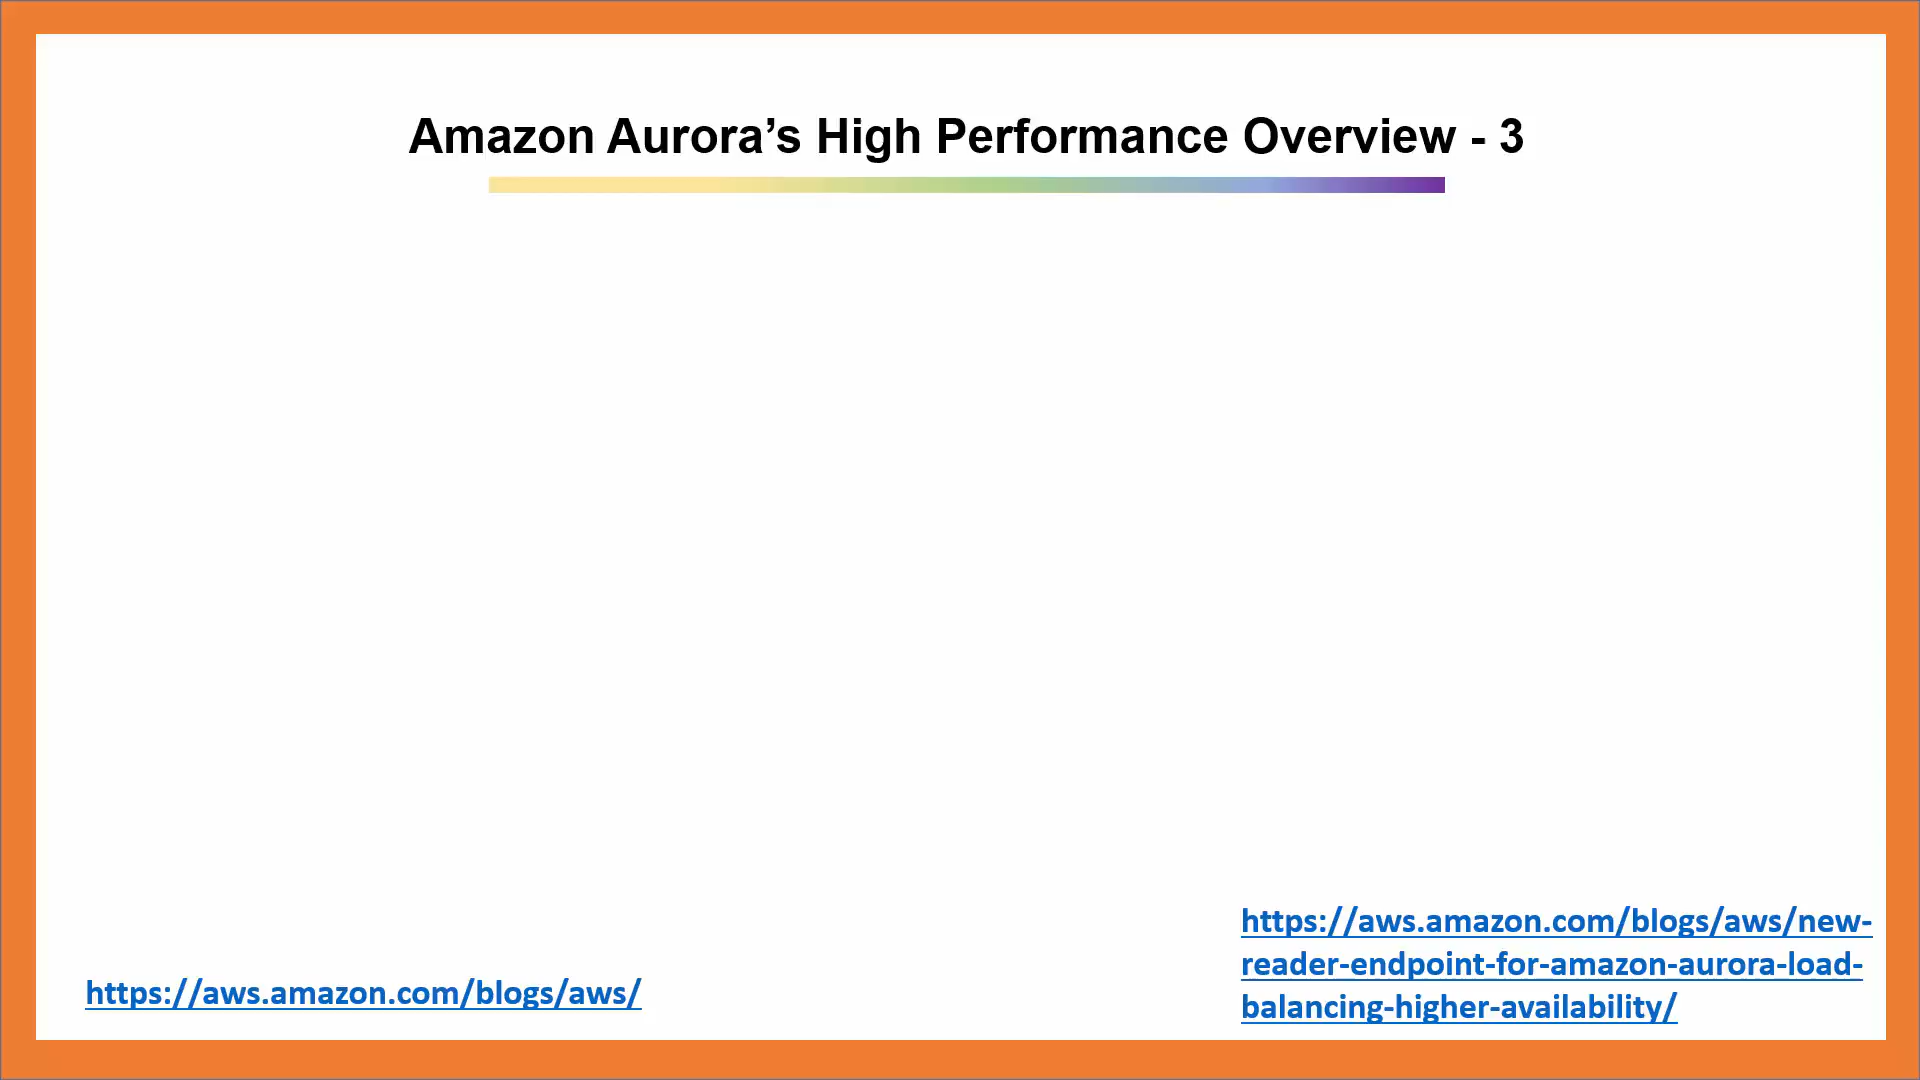 Amazon Aurora’s High Performance Overview - 3
https://aws.amazon.com/blogs/aws/
https://aws.amazon.com/blogs/aws/new-
reader-endpoint-for-amazon-aurora-load-
balancing-higher-availability/